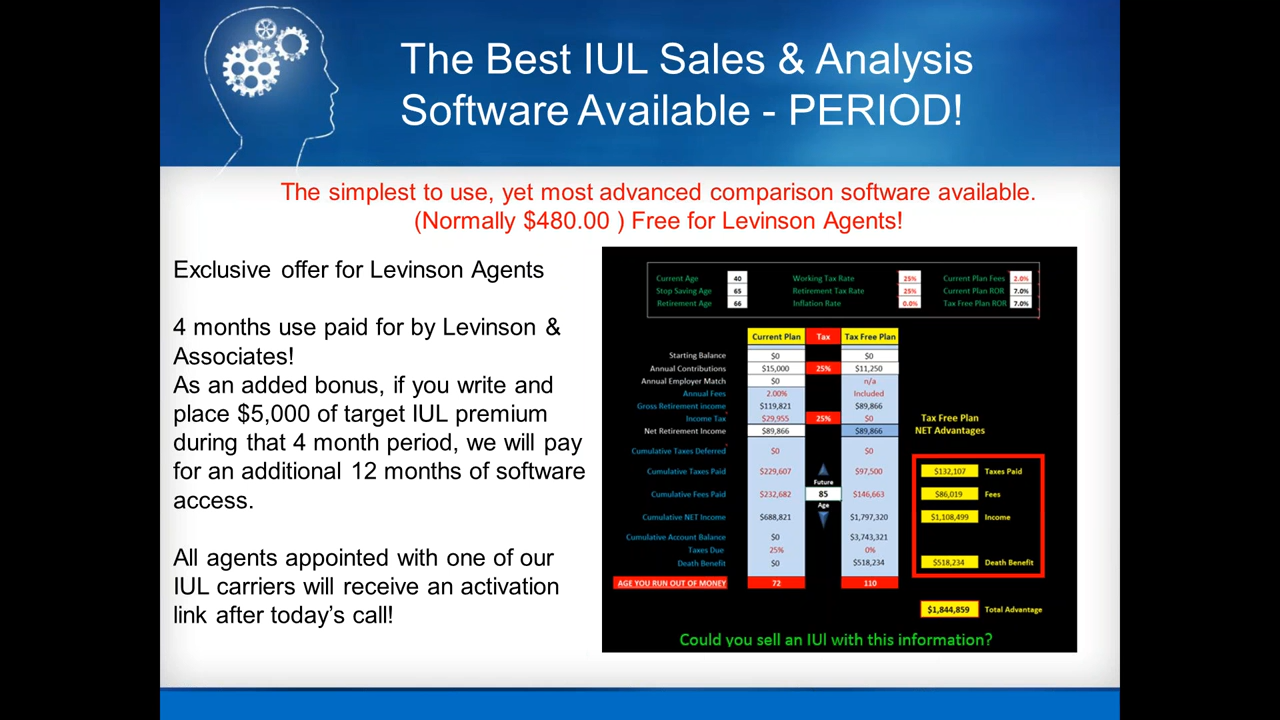 The Best IUL Sales & Analysis
Software Available - PERIOD!
The simplest to use, yet most advanced comparison software available.
(Normally $480.00 ) Free for Levinson Agents!
Exclusive offer for Levinson Agents
4 months use paid for by Levinson &
Associates!
As an added bonus, if you write and
place $5,000 of target IUL premium
during that 4 month period, we will pay
for an additional 12 months of software
access.
All agents appointed with one of our
IUL carriers will receive an activation
link after today's call!
Current Age 40 Working Tax Rate 25% Current Plan Fees 2.0%
Stop Saving Age 65 Retirement Tax Rate 25% Current Plan ROR 7.0%
Retirement Age 66 Inflation Rate 0.0% Tax Free Plan ROR 7.0%
Current Plan Tax Tax Free Plan
Starting Balance $0 $0
Annual Contributions $15,000 25% $11,250
Annual Employer Match $0 n/a
Annual Fees 2.00% Included
Gross Retirement income $119,821 $89,866
Income Tax $29,955 25% $0
Net Retirement Income $89,866 $89,866
Tax Free Plan
NET Advantages
Cumulative Taxes Deferred $0 $0
Cumulative Taxes Paid $229,607 $97,500 $132,107 Taxes Paid
Future
Cumulative Fees Paid $232,682 85 $146,663 $86,019 Fees
Age
Cumulative NET Income $688,821 $1,797,320 $1,108,499 Income
Cumulative Account Balance $0 $3,743,321
Taxes Due 25% 0%
Death Benefit $0 $518,234 $518,234 Death Benefit
AGE YOU RUN OUT OF MONEY 72 110
$1,844,859 Total Advantage
Could you sell an IUl with this information?